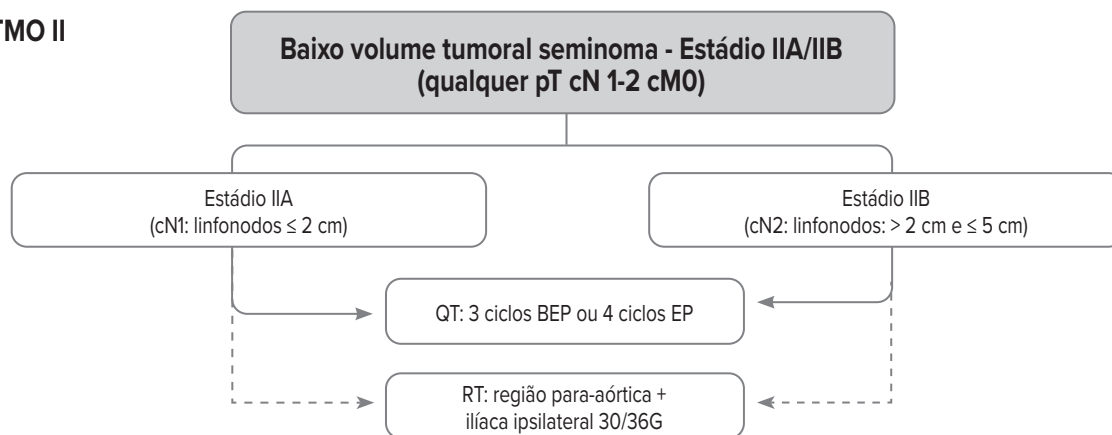 TMO II
Baixo volume tumoral seminoma - Estádio IIA/IIB
(qualquer pT cN 1-2 cM0)
Estádio IIA
(cN1: linfonodos ≤ 2 cm)
Estádio IIB
(cN2: linfonodos: > 2 cm e ≤ 5 cm)
QT: 3 ciclos BEP ou 4 ciclos EP
RT: região para-aórtica +
ilíaca ipsilateral 30/36G